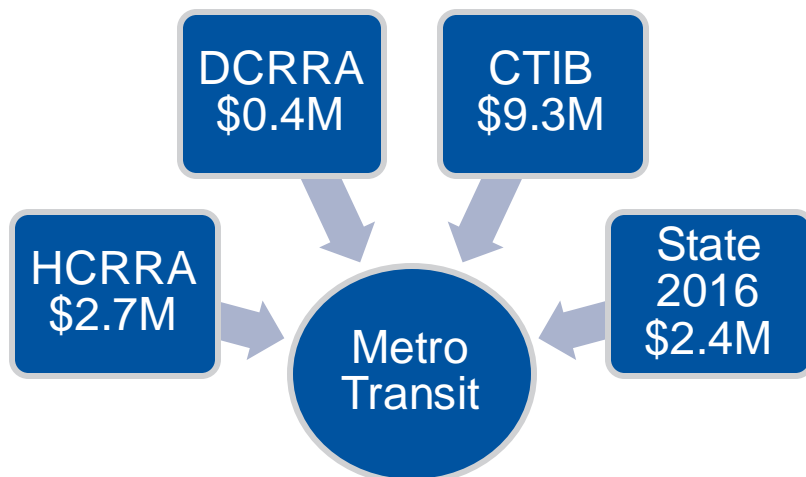 DCRRA
$0.4M
CTIB
$9.3M
HCRRA
$2.7M
State
2016
$2.4M
Metro
Transit